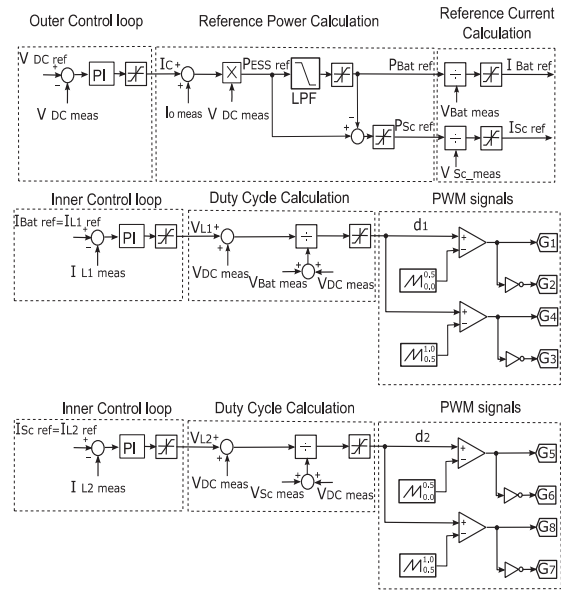 Outer Control loop
Reference Power Calculation
Reference Current Calculation
V DC ref
+
−
PI
V DC meas
IC +
+
Io meas
X
V DC meas
PESS ref
LPF
PBat ref
−
+
PSc ref
÷
VBat meas
I Bat ref
÷
V Sc_meas
ISc ref
Inner Control loop
Duty Cycle Calculation
PWM signals
IBat ref=IL1 ref
+
−
PI
I L1 meas
VL1 +
+
VDC meas
÷
VBat meas
+
+
VDC meas
d1
+
−
0.5
0.0
G1
G2
+
−
1.0
0.5
G4
G3
Inner Control loop
Duty Cycle Calculation
PWM signals
ISc ref=IL2 ref
+
−
PI
I L2 meas
VL2 +
+
VDC meas
÷
VSc meas
+
+
VDC meas
d2
+
−
0.5
0.0
G5
G6
+
−
1.0
0.5
G8
G7